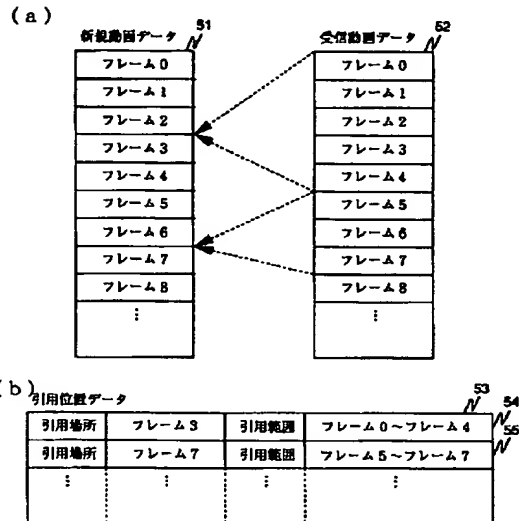 (a)
新規動画データ 51
フレーム0
フレーム1
フレーム2
フレーム3
フレーム4
フレーム5
フレーム6
フレーム7
フレーム8
⋮
受信動画データ 52
フレーム0
フレーム1
フレーム2
フレーム3
フレーム4
フレーム5
フレーム6
フレーム7
フレーム8
⋮
(b)
引用位置データ 53
引用場所 フレーム3 引用範囲 フレーム0〜フレーム4 54
引用場所 フレーム7 引用範囲 フレーム5〜フレーム7 55
⋮ ⋮ ⋮ ⋮